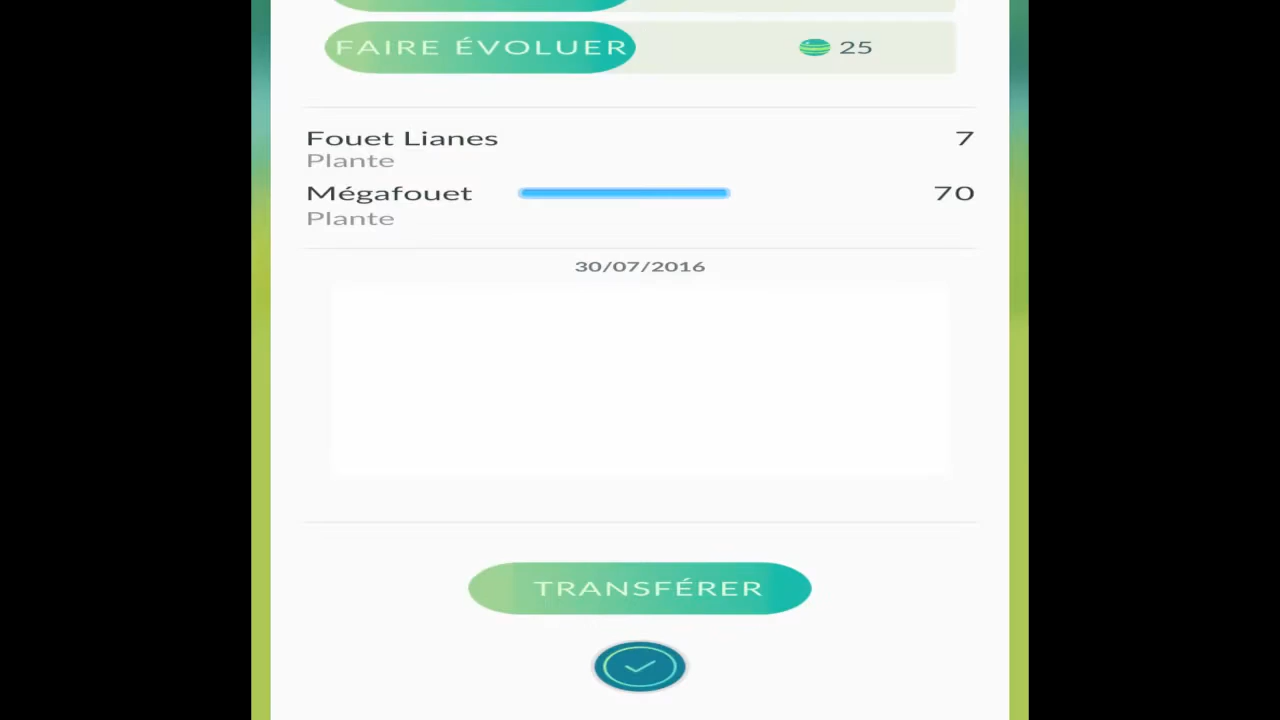 FAIRE ÉVOLUER 25
Fouet Lianes 7
Plante
Mégafouet 70
Plante
30/07/2016
TRANSFÉRER